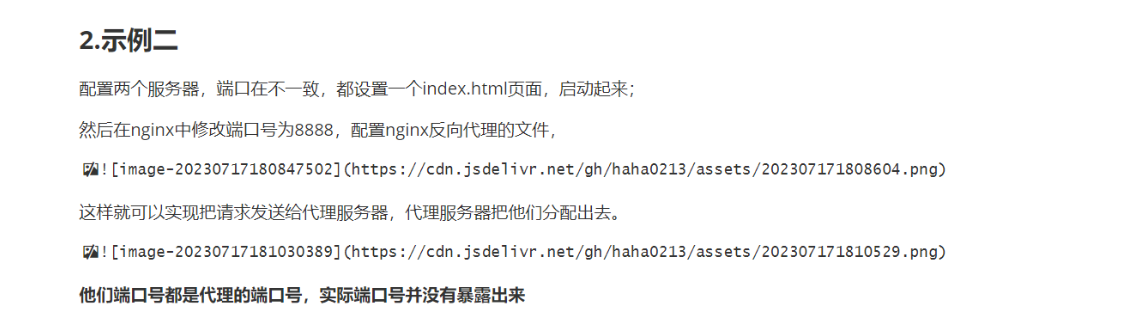 2.示例二
配置两个服务器，端口在不一致，都设置一个index.html页面，启动起来；
然后在nginx中修改端口号为8888，配置nginx反向代理的文件，
![image-20230717180847502](https://cdn.jsdelivr.net/gh/haha0213/assets/202307171808604.png)
这样就可以实现把请求发送给代理服务器，代理服务器把他们分配出去。
![image-20230717181030389](https://cdn.jsdelivr.net/gh/haha0213/assets/202307171810529.png)
他们端口号都是代理的端口号，实际端口号并没有暴露出来